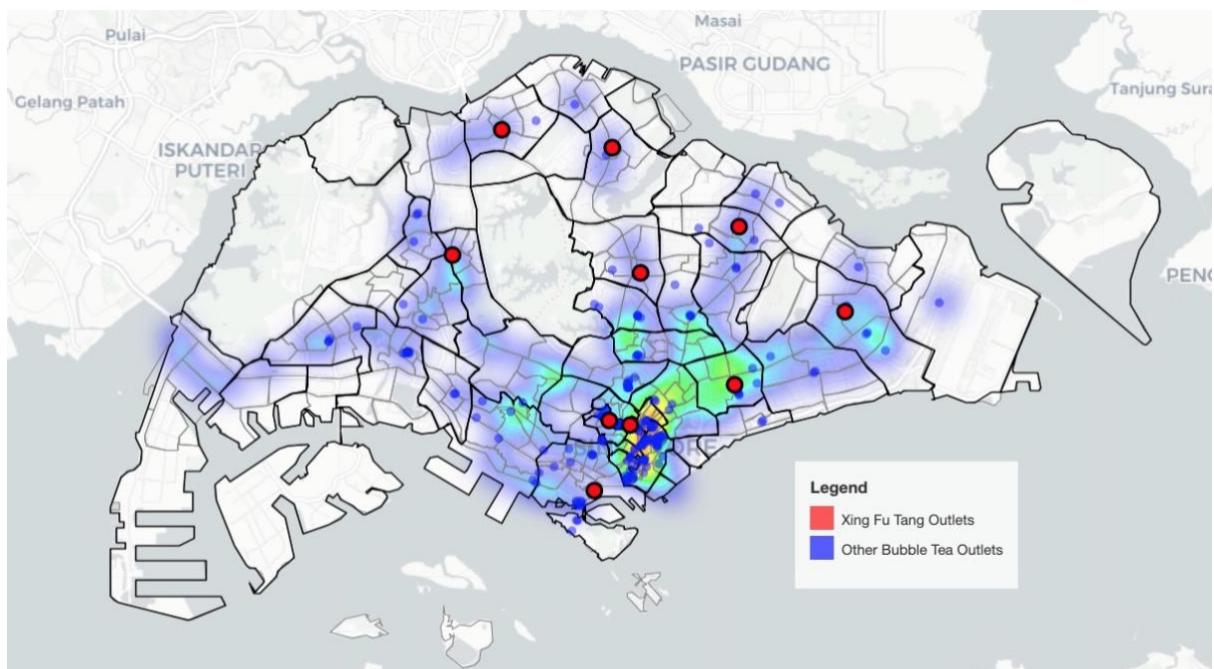 Masai
Pulai
PASIR GUDANG
Gelang Patah
Tanjung Sura
ISKANDAR
PUTERI
PENG
Legend
Xing Fu Tang Outlets
Other Bubble Tea Outlets